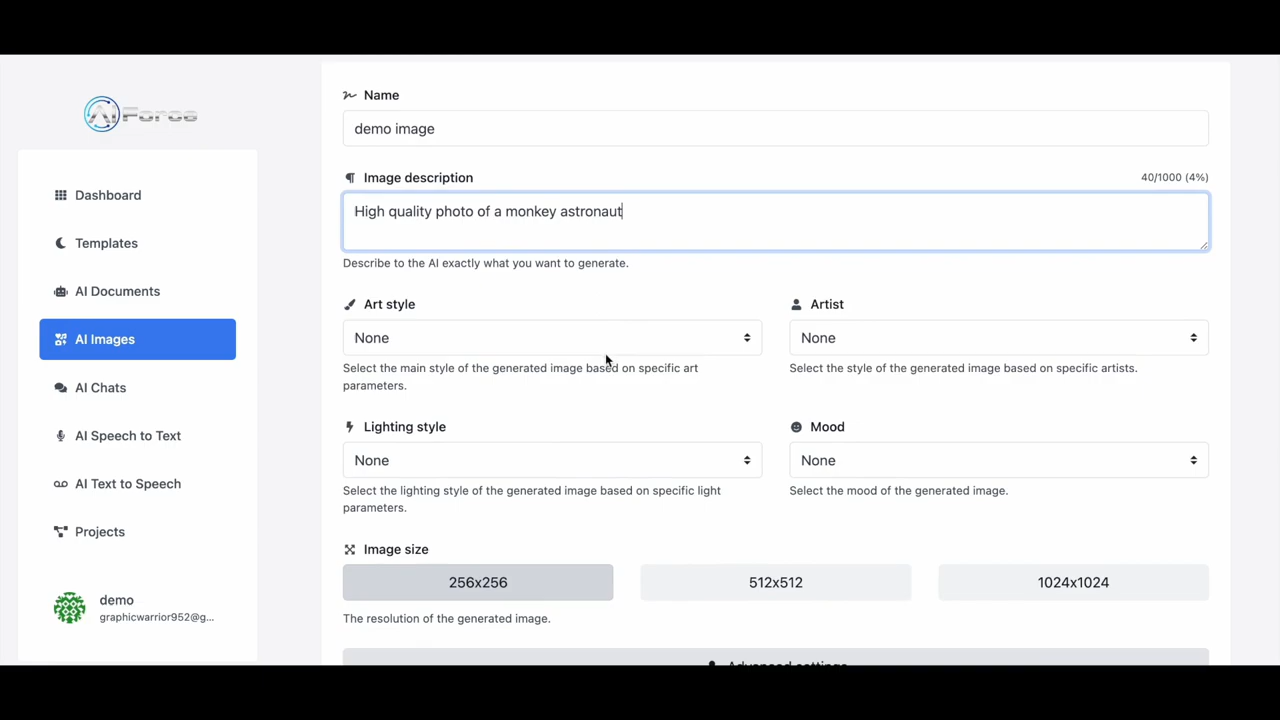 AI Force
Dashboard
Templates
AI Documents
AI Images
AI Chats
AI Speech to Text
AI Text to Speech
Projects
demo
graphicwarrior952@g...
Name
demo image
Image description
40/1000 (4%)
High quality photo of a monkey astronaut
Describe to the AI exactly what you want to generate.
Art style
None
Select the main style of the generated image based on specific art
parameters.
Artist
None
Select the style of the generated image based on specific artists.
Lighting style
None
Select the lighting style of the generated image based on specific light
parameters.
Mood
None
Select the mood of the generated image.
Image size
256x256
512x512
1024x1024
The resolution of the generated image.
Advanced settings